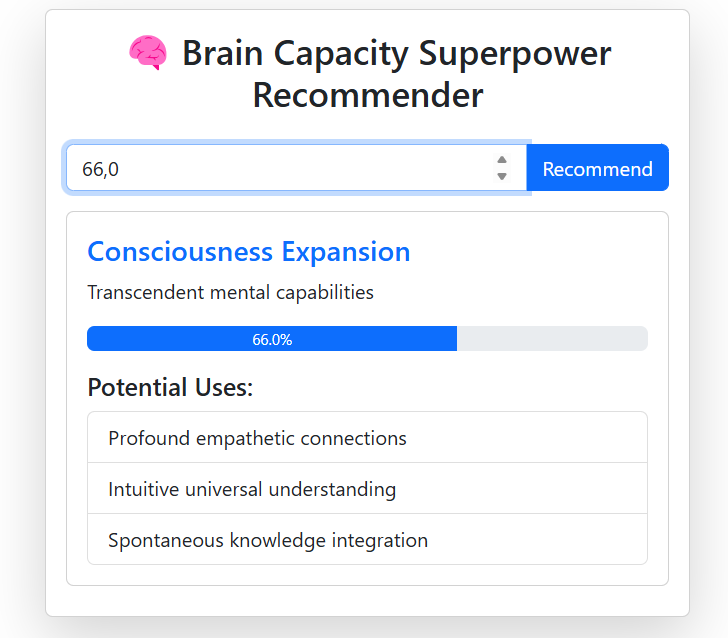 Brain Capacity Superpower
Recommender
66,0
Recommend
Consciousness Expansion
Transcendent mental capabilities
66.0%
Potential Uses:
Profound empathetic connections
Intuitive universal understanding
Spontaneous knowledge integration